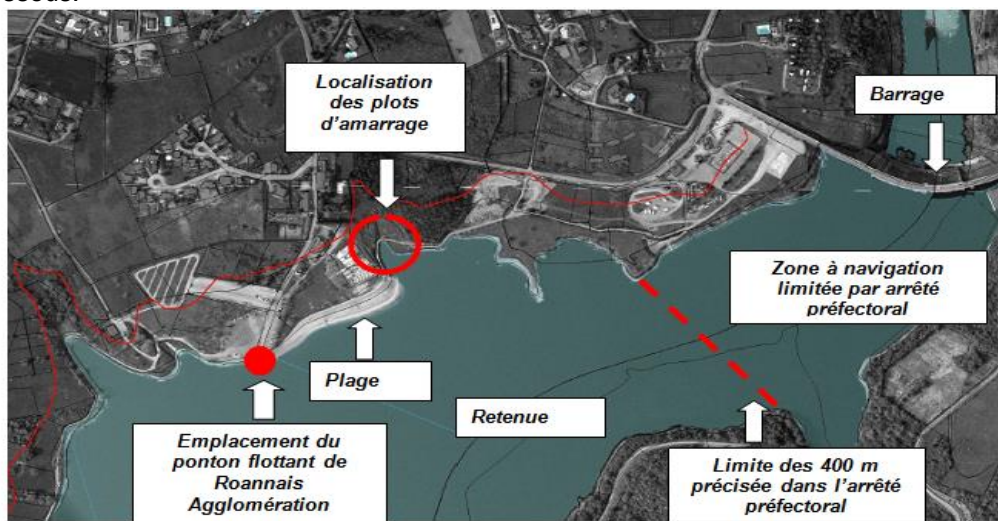 Localisation
des plots
d'amarrage
Barrage
Zone à navigation
limitée par arrêté
préfectoral
Plage
Retenue
Emplacement du
ponton flottant de
Roannais
Agglomération
Limite des 400 m
précisée dans l'arrêté
préfectoral